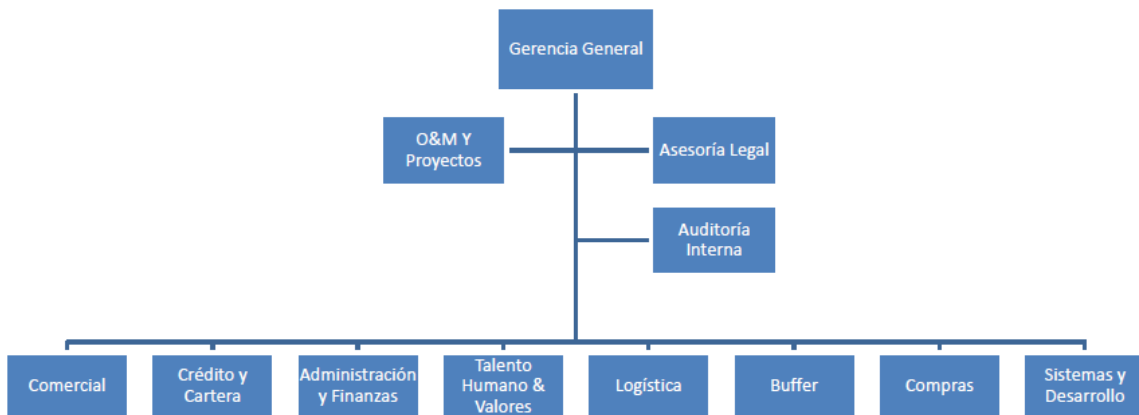 Gerencia General
O&M Y
Proyectos
Asesoría Legal
Auditoría
Interna
Comercial
Crédito y
Cartera
Administración
y Finanzas
Talento
Humano &
Valores
Logística
Buffer
Compras
Sistemas y
Desarrollo